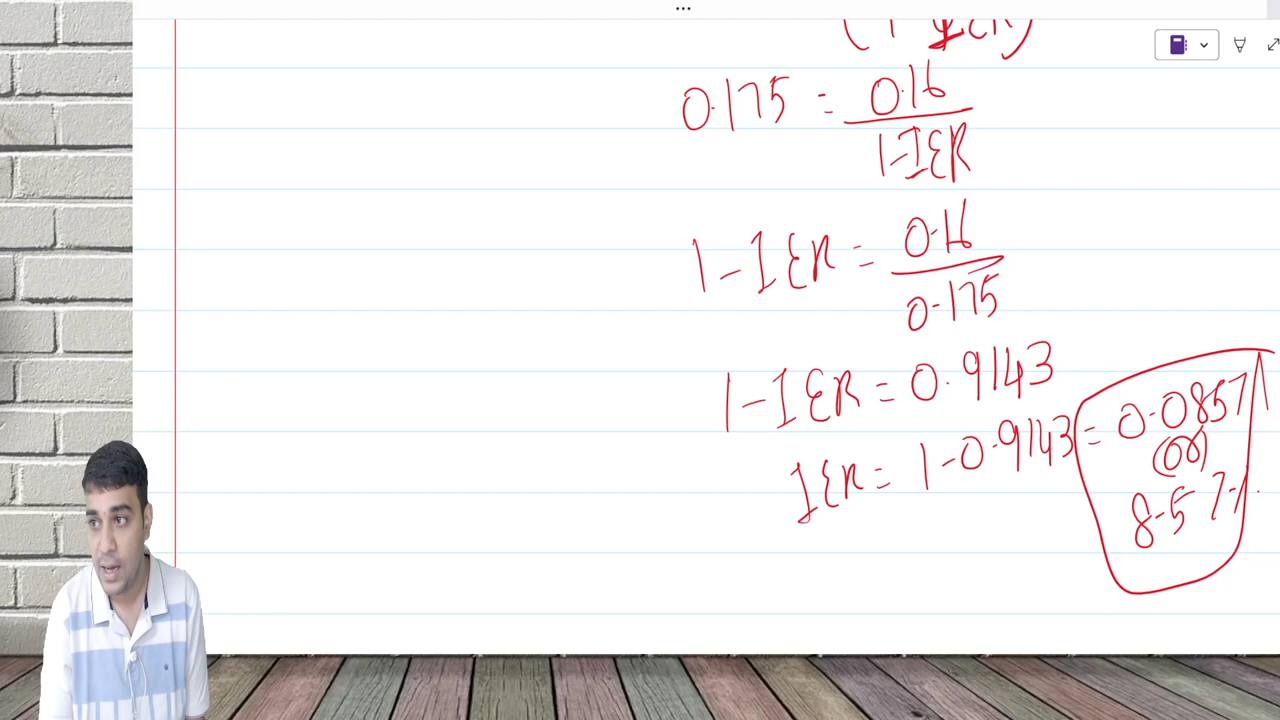 0.175 = 0.16
1-IER
1-IER = 0.16
0.175
1-IER = 0.9143
IER = 1-0.9143 = 0.0857
(or)
8.57%